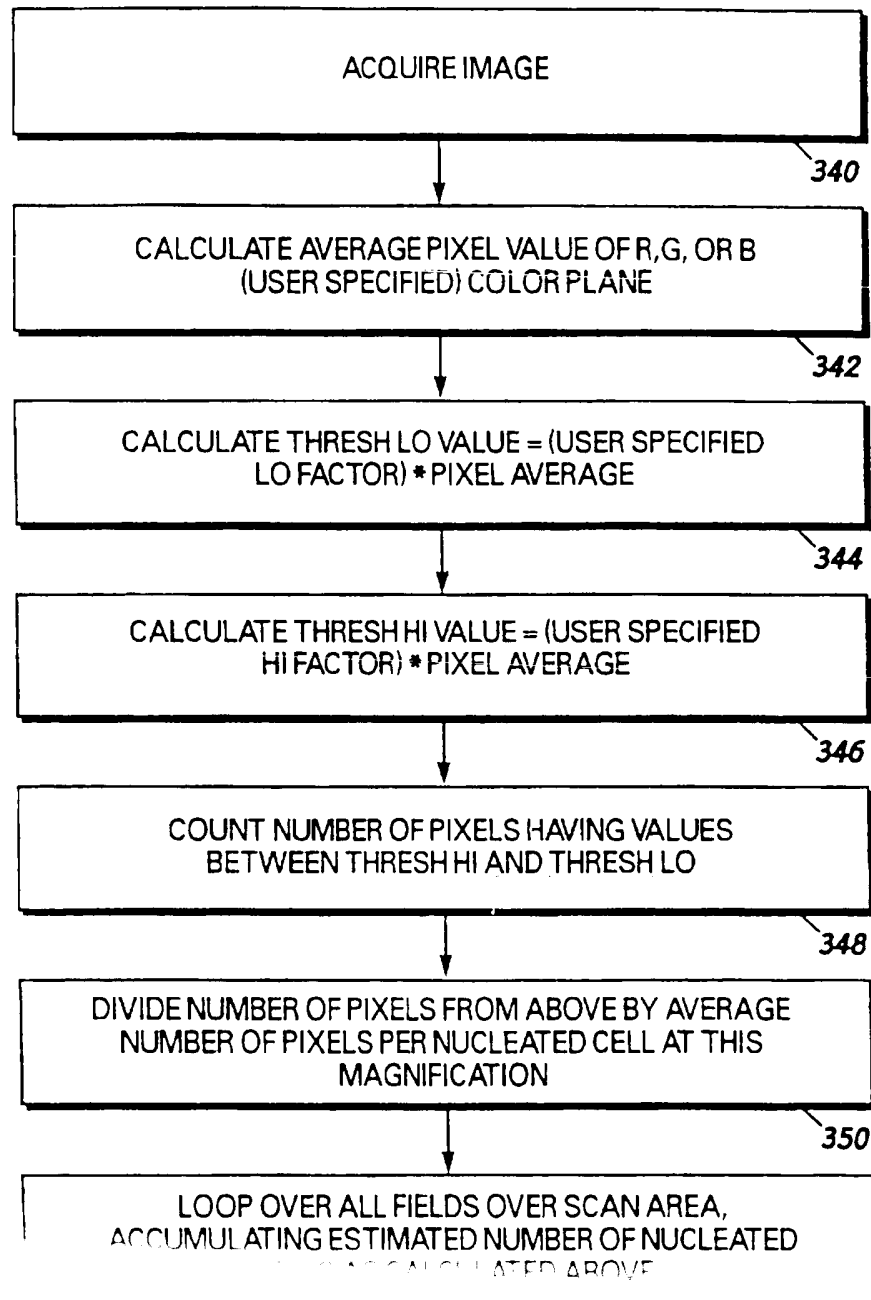 ACQUIRE IMAGE
340
CALCULATE AVERAGE PIXEL VALUE OF R,G, OR B
(USER SPECIFIED) COLOR PLANE
342
CALCULATE THRESH LO VALUE = (USER SPECIFIED
LO FACTOR) * PIXEL AVERAGE
344
CALCULATE THRESH HI VALUE = (USER SPECIFIED
HI FACTOR) * PIXEL AVERAGE
346
COUNT NUMBER OF PIXELS HAVING VALUES
BETWEEN THRESH HI AND THRESH LO
348
DIVIDE NUMBER OF PIXELS FROM ABOVE BY AVERAGE
NUMBER OF PIXELS PER NUCLEATED CELL AT THIS
MAGNIFICATION
350
LOOP OVER ALL FIELDS OVER SCAN AREA,
ACCUMULATING ESTIMATED NUMBER OF NUCLEATED
AS CALCULATED ABOVE